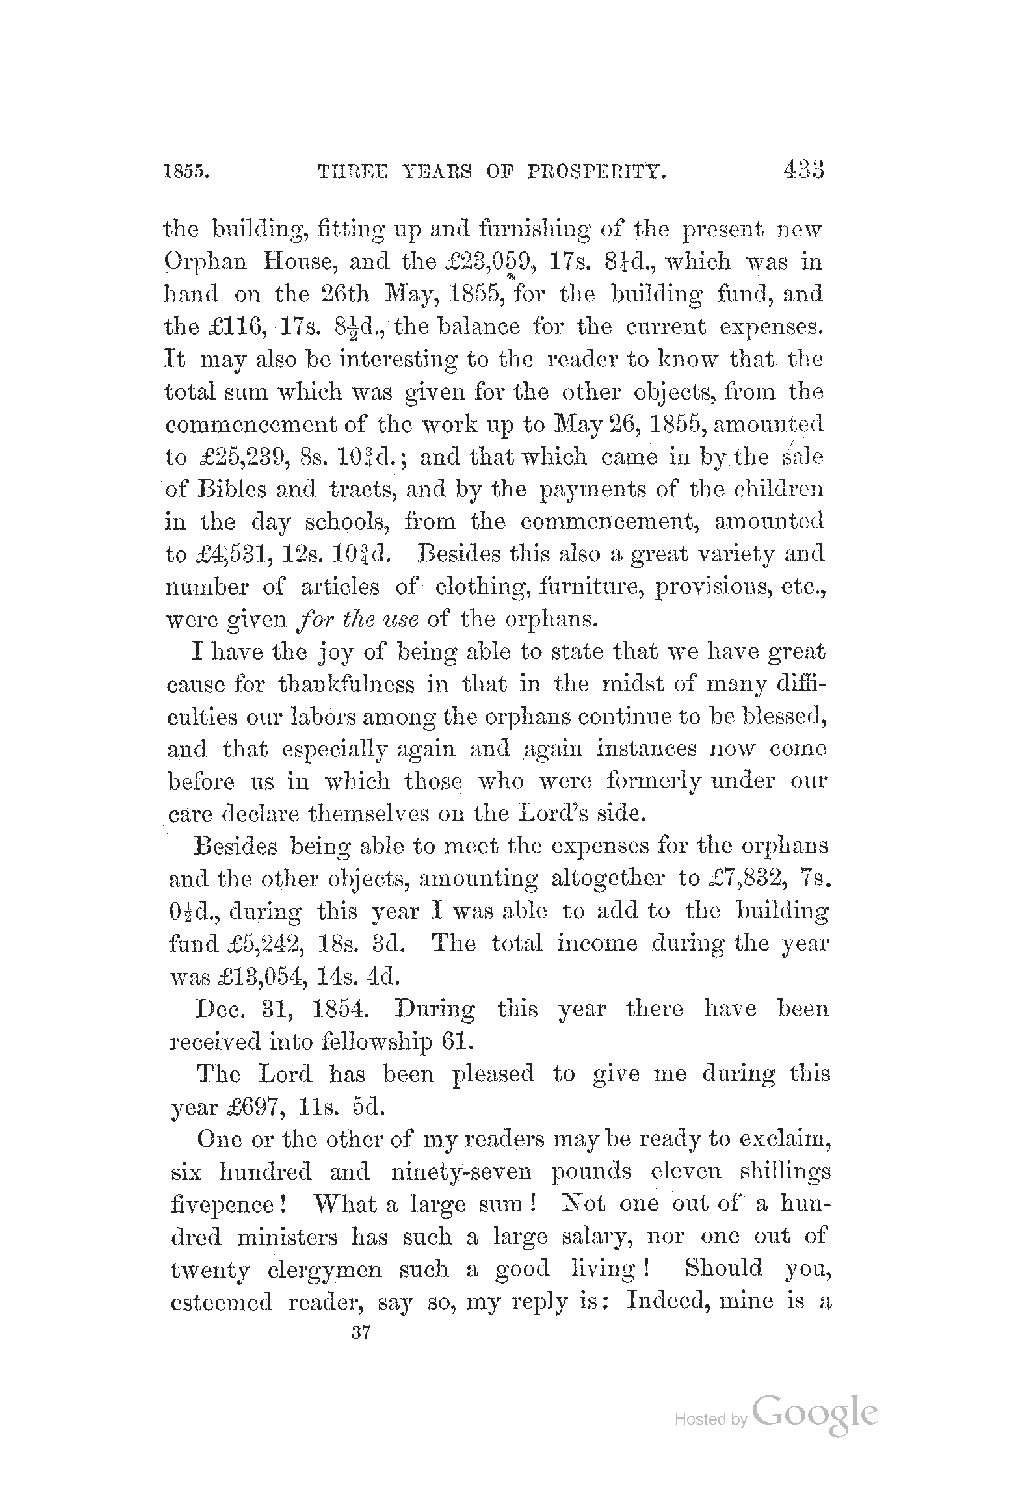 1855. THREE YEARS OF PROSPERITY. 433
the building, fitting up and furnishing of the present new
Orphan House, and the £23,059, 17s. 8¼d., which was in
hand on the 26th May, 1855, for the building fund, and
the £116, 17s. 8½d., the balance for the current expenses.
It may also be interesting to the reader to know that the
total sum which was given for the other objects, from the
commencement of the work up to May 26, 1855, amounted
to £25,239, 8s. 10¾d.; and that which came in by the sale
of Bibles and tracts, and by the payments of the children
in the day schools, from the commencement, amounted
to £4,531, 12s. 10¾d. Besides this also a great variety and
number of articles of clothing, furniture, provisions, etc.,
were given for the use of the orphans.
I have the joy of being able to state that we have great
cause for thankfulness in that in the midst of many diffi-
culties our labors among the orphans continue to be blessed,
and that especially again and again instances now come
before us in which those who were formerly under our
care declare themselves on the Lord's side.
Besides being able to meet the expenses for the orphans
and the other objects, amounting altogether to £7,832, 7s.
0½d., during this year I was able to add to the building
fund £5,242, 18s. 3d. The total income during the year
was £13,054, 14s. 4d.
Dec. 31, 1854. During this year there have been
received into fellowship 61.
The Lord has been pleased to give me during this
year £697, 11s. 5d.
One or the other of my readers may be ready to exclaim,
six hundred and ninety-seven pounds eleven shillings
fivepence! What a large sum! Not one out of a hun-
dred ministers has such a large salary, nor one out of
twenty clergymen such a good living! Should you,
esteemed reader, say so, my reply is: Indeed, mine is a
37
Hosted by Google